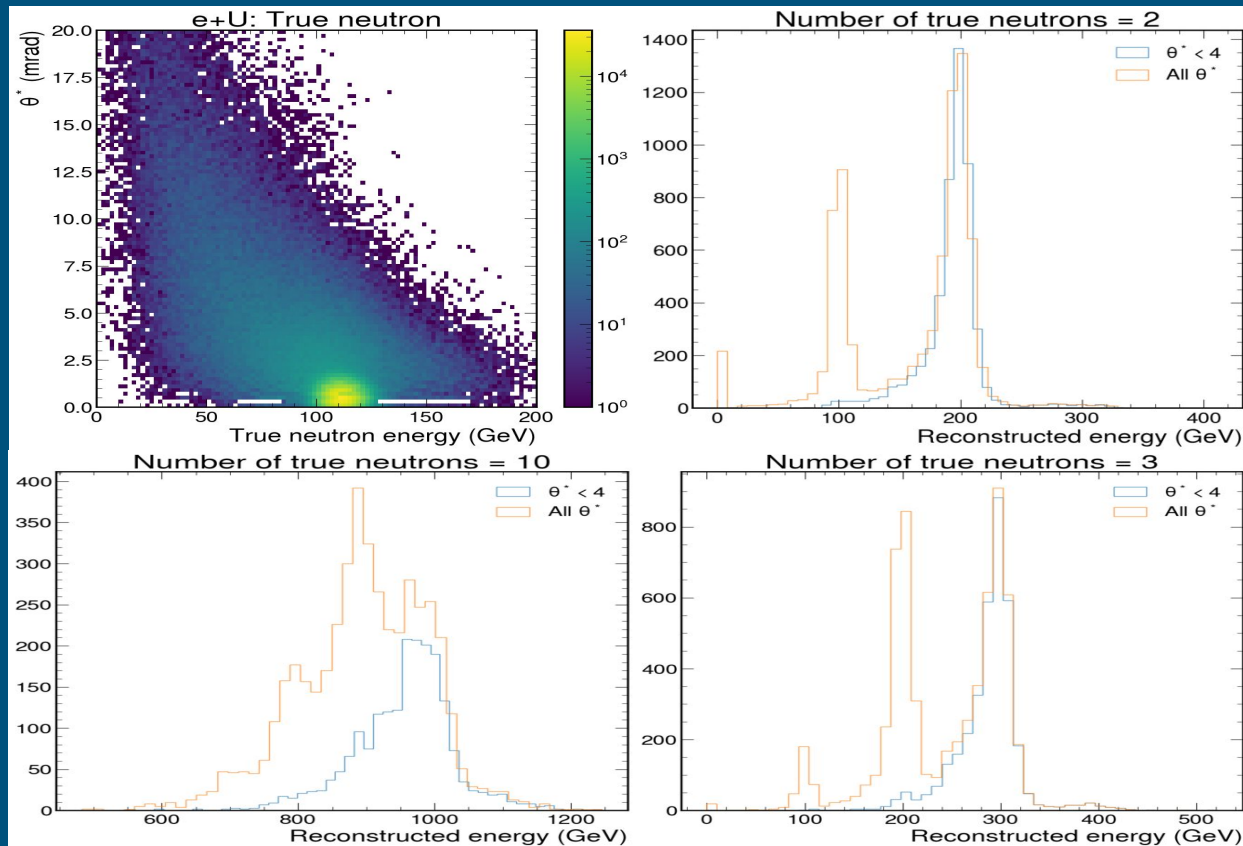 e+U: True neutron
20.0
17.5
15.0
12.5
10.0
7.5
5.0
2.5
0.0
θ* (mrad)
0 50 100 150 200
True neutron energy (GeV)
10⁴
10³
10²
10¹
10⁰
Number of true neutrons = 2
θ* < 4
All θ*
1400
1200
1000
800
600
400
200
0
0 100 200 300 400
Reconstructed energy (GeV)
Number of true neutrons = 10
θ* < 4
All θ*
400
350
300
250
200
150
100
50
0
600 800 1000 1200
Reconstructed energy (GeV)
Number of true neutrons = 3
θ* < 4
All θ*
800
600
400
200
0
0 100 200 300 400 500
Reconstructed energy (GeV)